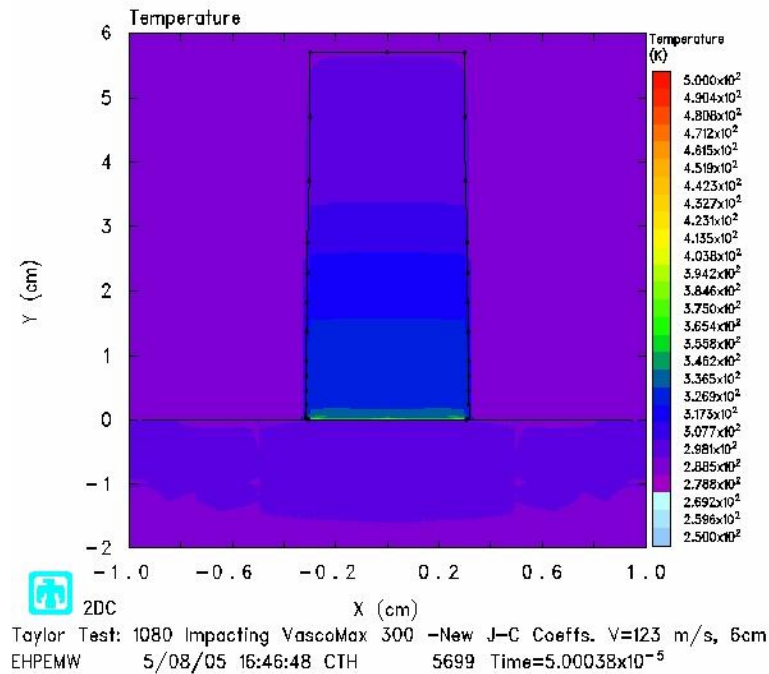 Temperature
6
5
4
3
2
1
0
-1
-2
Y (cm)
-1.0 -0.6 -0.2 0.2 0.6 1.0
X (cm)
Temperature
(K)
5.000x10²
4.904x10²
4.808x10²
4.712x10²
4.615x10²
4.519x10²
4.423x10²
4.327x10²
4.231x10²
4.135x10²
4.038x10²
3.942x10²
3.846x10²
3.750x10²
3.654x10²
3.558x10²
3.462x10²
3.365x10²
3.269x10²
3.173x10²
3.077x10²
2.981x10²
2.885x10²
2.788x10²
2.692x10²
2.596x10²
2.500x10²
2DC
Taylor Test: 1080 Impacting VascoMax 300 -New J-C Coeffs. V=123 m/s, 6cm
EHPEMW 5/08/05 16:46:48 CTH 5699 Time=5.00038x10⁻⁵